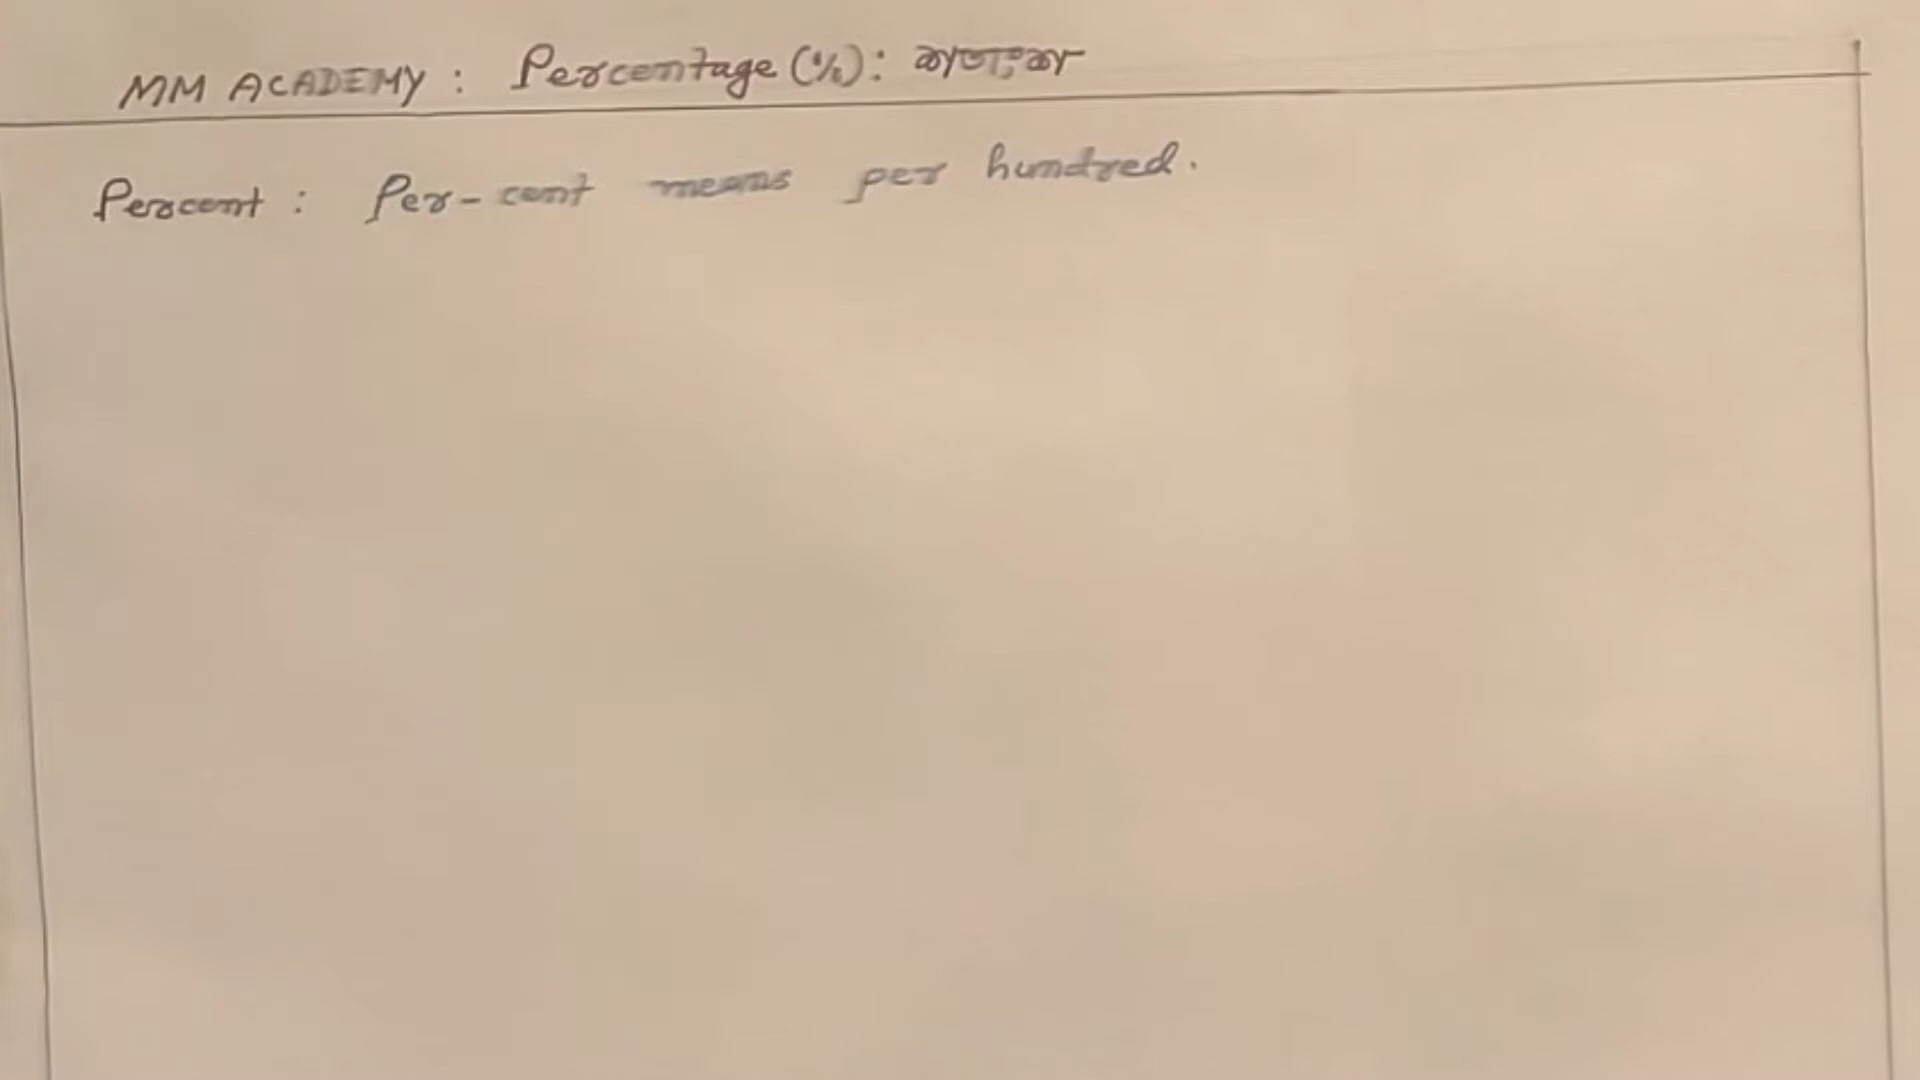 MM ACADEMY : Percentage (%): শতাংশ
Percent : Per-cent means per hundred.